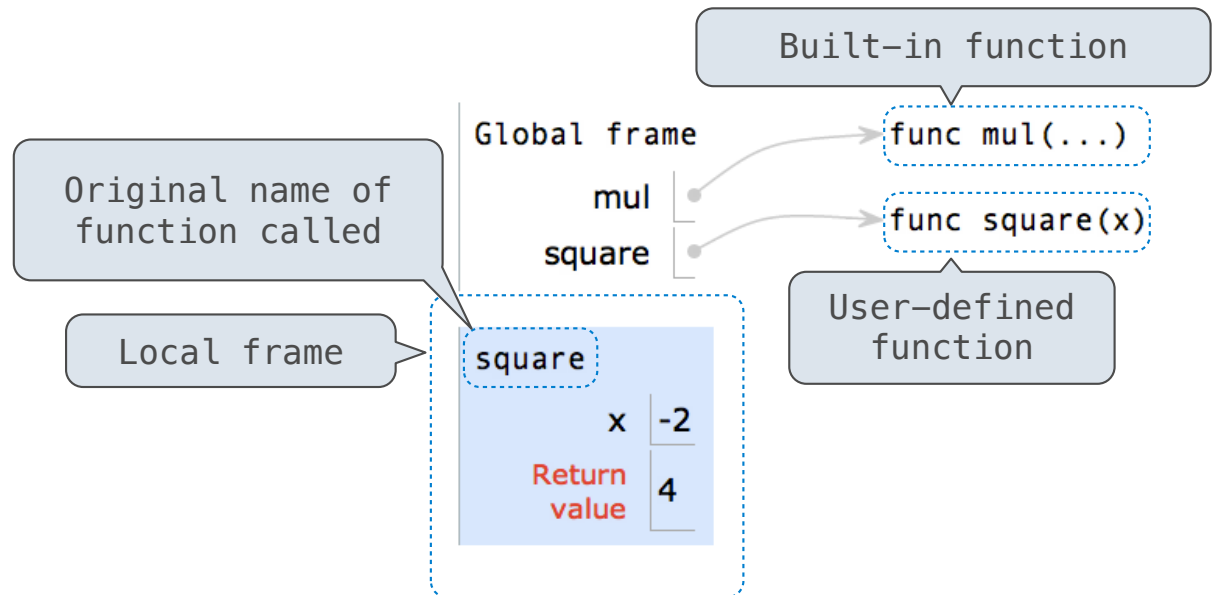 Built-in function
Global frame
func mul(...)
mul
Original name of
function called
func square(x)
square
User-defined
function
Local frame
square
x -2
Return
value
4